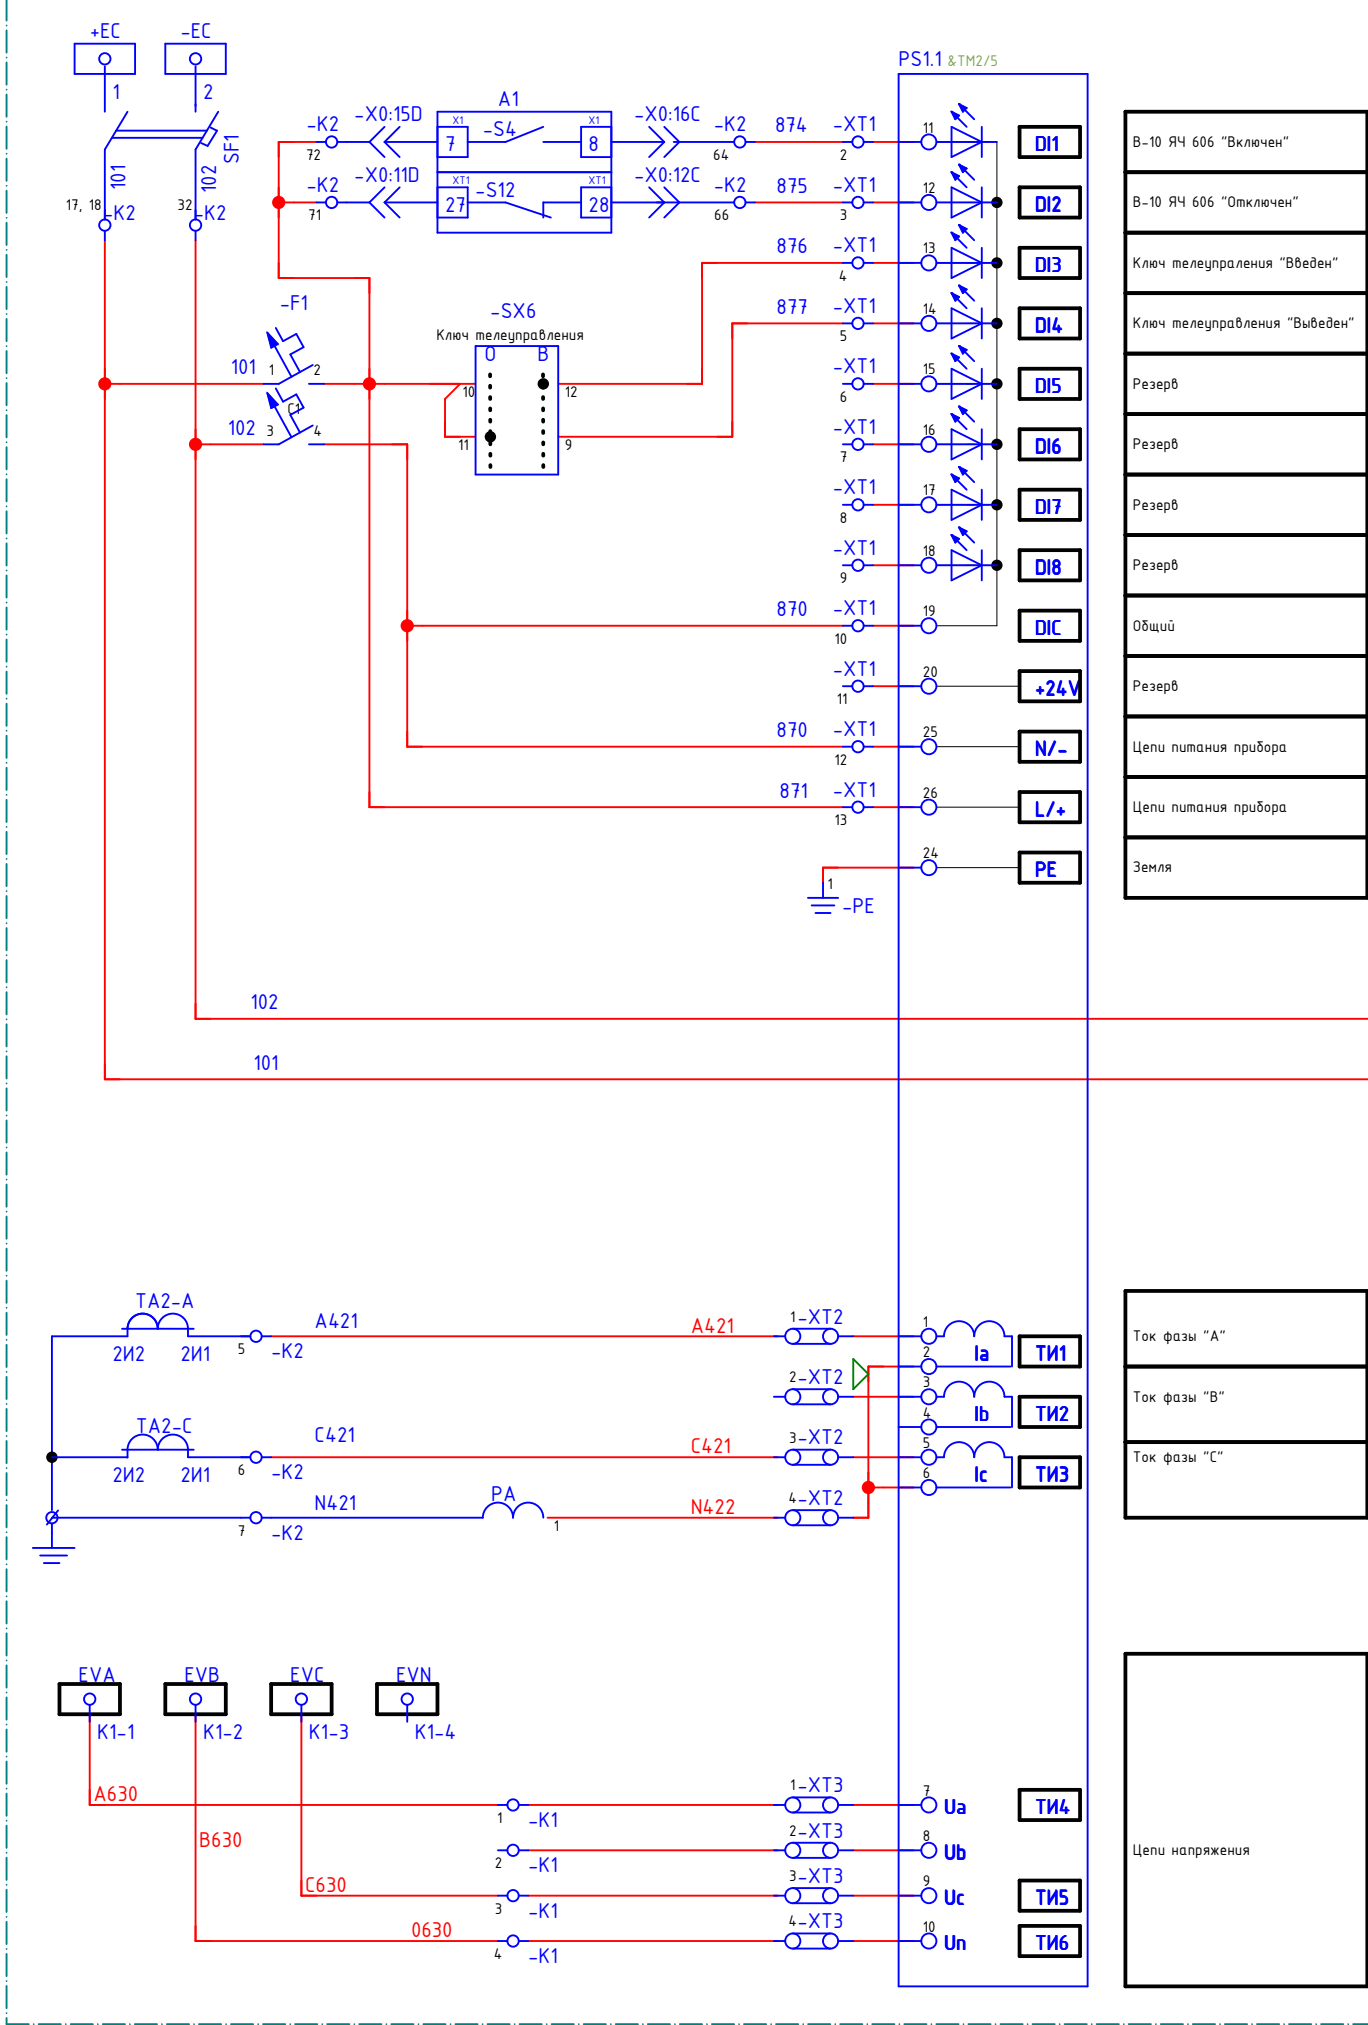 +EC
-EC
1
2
SF1
101
102
17, 18
-K2
32
-K2
PS1.1 &TM2/5
A1
-K2
72
-X0:15D
X1
7
-S4
X1
8
-X0:16C
-K2
64
874
-XT1
2
11
DI1
В-10 ЯЧ 606 "Включен"
-K2
71
-X0:11D
XT1
27
-S12
XT1
28
-X0:12C
-K2
66
875
-XT1
3
12
DI2
В-10 ЯЧ 606 "Отключен"
876
-XT1
4
13
DI3
Ключ телеупраления "Введен"
-F1
-SX6
Ключ телеуправления
877
-XT1
5
14
DI4
Ключ телеуправления "Выведен"
O
B
101
1
2
10
12
-XT1
6
15
DI5
Резерв
C1
102
3
4
11
9
-XT1
7
16
DI6
Резерв
-XT1
8
17
DI7
Резерв
-XT1
9
18
DI8
Резерв
870
-XT1
10
19
DIC
Общий
-XT1
11
20
+24V
Резерв
870
-XT1
12
25
N/-
Цепи питания прибора
871
-XT1
13
26
L/+
Цепи питания прибора
24
PE
Земля
1
-PE
102
101
TA2-A
2И2
2И1
5
-K2
A421
A421
1-XT2
1
2
Ia
ТИ1
Ток фазы "A"
2-XT2
3
4
Ib
ТИ2
Ток фазы "B"
TA2-C
2И2
2И1
6
-K2
C421
C421
3-XT2
5
6
Ic
ТИ3
Ток фазы "C"
7
-K2
N421
PA
1
N422
4-XT2
EVA
EVB
EVC
EVN
K1-1
K1-2
K1-3
K1-4
A630
1
-K1
1-XT3
7
Ua
ТИ4
B630
2
-K1
2-XT3
8
Ub
Цепи напряжения
C630
3
-K1
3-XT3
9
Uc
ТИ5
0630
4
-K1
4-XT3
10
Un
ТИ6